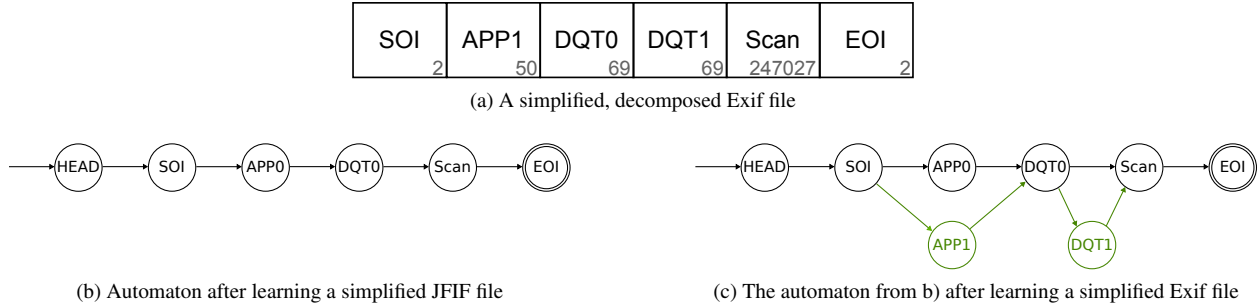 SOI APP1 DQT0 DQT1 Scan EOI
2 50 69 69 247027 2
(a) A simplified, decomposed Exif file
HEAD SOI APP0 DQT0 Scan EOI
(b) Automaton after learning a simplified JFIF file
HEAD SOI APP0 DQT0 Scan EOI
APP1 DQT1
(c) The automaton from b) after learning a simplified Exif file